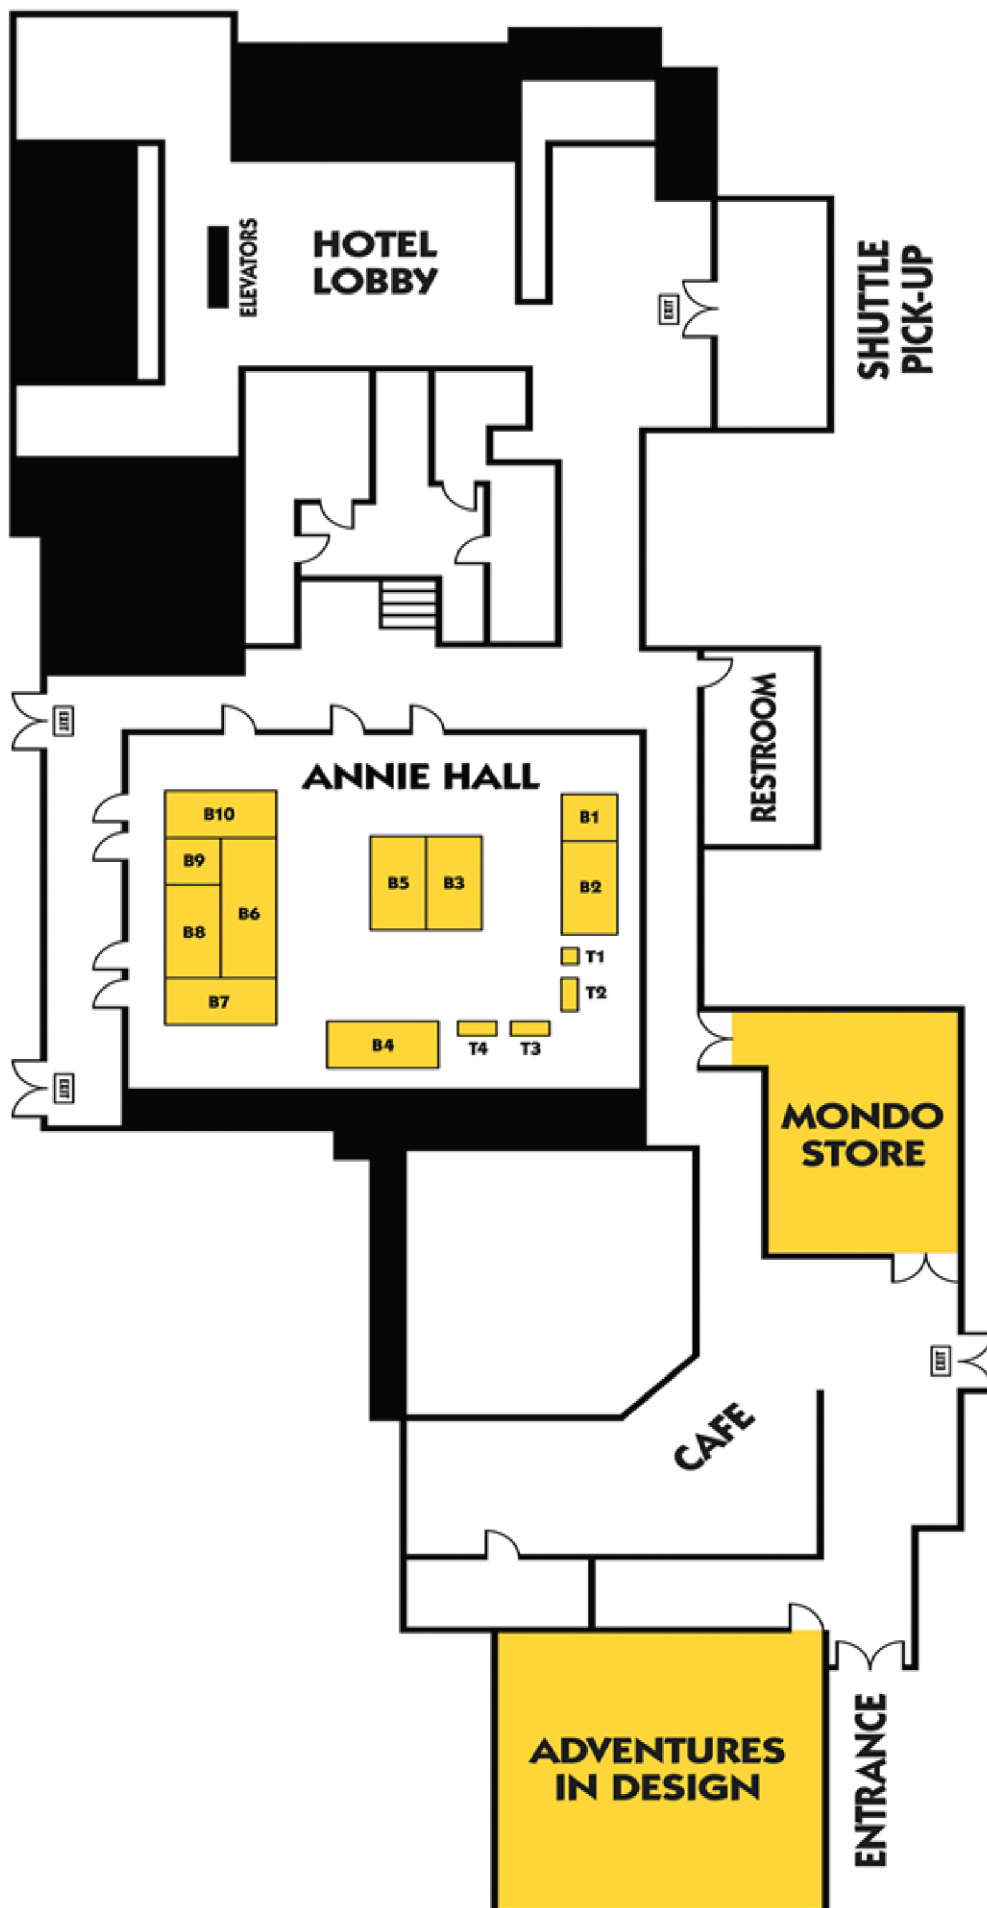 HOTEL
LOBBY
ELEVATORS
SHUTTLE
PICK-UP
EXIT
EXIT
RESTROOM
ANNIE HALL
B10
B1
B9
B5
B3
B2
B6
B8
T1
T2
B7
B4
T4
T3
EXIT
MONDO
STORE
EXIT
CAFE
ADVENTURES
IN DESIGN
ENTRANCE